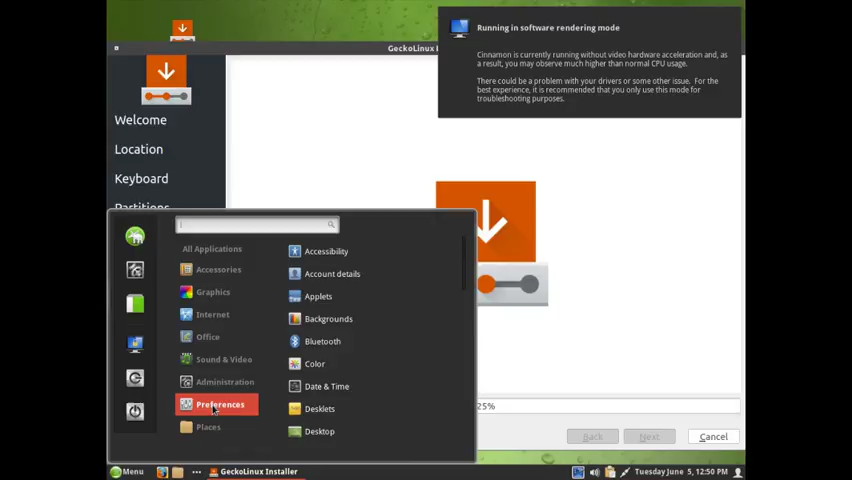 Running in software rendering mode
Cinnamon is currently running without video hardware acceleration and, as
a result, you may observe much higher than normal CPU usage.
There could be a problem with your drivers or some other issue. For the
best experience, it is recommended that you only use this mode for
troubleshooting purposes.
GeckoLinux I
Welcome
Location
Keyboard
Partitions
All Applications
Accessories
Graphics
Internet
Office
Sound & Video
Administration
Preferences
Places
Accessibility
Account details
Applets
Backgrounds
Bluetooth
Color
Date & Time
Desklets
Desktop
25%
Back
Next
Cancel
Menu
GeckoLinux Installer
Tuesday June 5, 12:50 PM